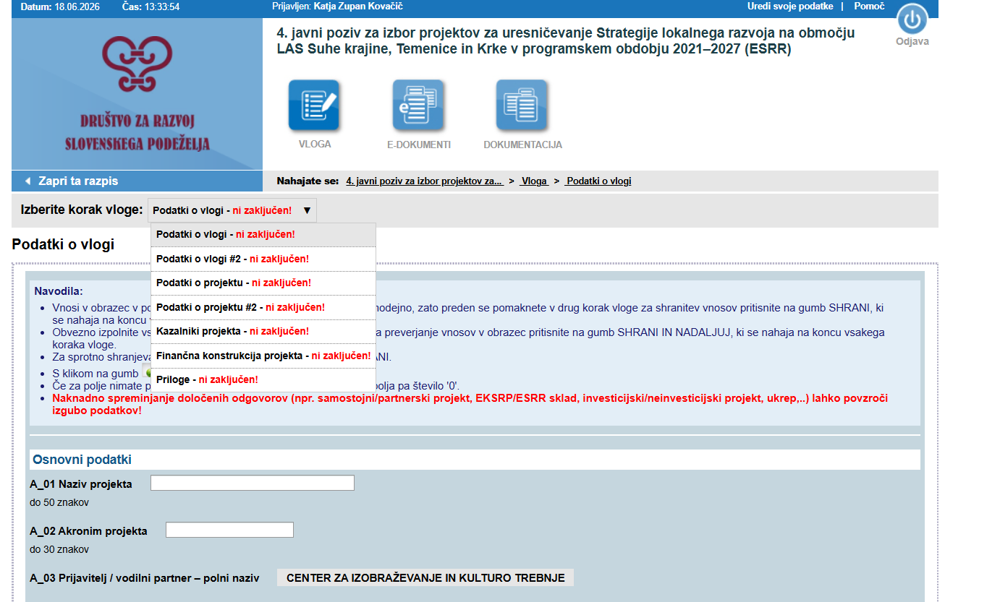 Datum: 18.06.2026 Čas: 13:33:54 Prijavljen: Katja Zupan Kovačič Uredi svoje podatke | Pomoč
Odjava
DRUŠTVO ZA RAZVOJ
SLOVENSKEGA PODEŽELJA
4. javni poziv za izbor projektov za uresničevanje Strategije lokalnega razvoja na območju
LAS Suhe krajine, Temenice in Krke v programskem obdobju 2021–2027 (ESRR)
VLOGA E-DOKUMENTI DOKUMENTACIJA
Zapri ta razpis
Nahajate se: 4. javni poziv za izbor projektov za... > Vloga > Podatki o vlogi
Izberite korak vloge: Podatki o vlogi - ni zaključen! ▼
Podatki o vlogi - ni zaključen!
Podatki o vlogi #2 - ni zaključen!
Podatki o projektu - ni zaključen!
Podatki o projektu #2 - ni zaključen!
Kazalniki projekta - ni zaključen!
Finančna konstrukcija projekta - ni zaključen!
Priloge - ni zaključen!
Podatki o vlogi
Navodila:
Vnosi v obrazec v po modejno, zato preden se pomaknete v drug korak vloge za shranitev vnosov pritisnite na gumb SHRANI, ki
se nahaja na koncu
Obvezno izpolnite vs a preverjanje vnosov v obrazec pritisnite na gumb SHRANI IN NADALJUJ, ki se nahaja na koncu vsakega
koraka vloge.
Za sprotno shranjeva NI.
S klikom na gumb
Če za polje nimate p olja pa število '0'.
Naknadno spreminjanje določenih odgovorov (npr. samostojni/partnerski projekt, EKSRP/ESRR sklad, investicijski/neinvesticijski projekt, ukrep,..) lahko povzroči
izgubo podatkov!
Osnovni podatki
A_01 Naziv projekta
do 50 znakov
A_02 Akronim projekta
do 30 znakov
A_03 Prijavitelj / vodilni partner – polni naziv CENTER ZA IZOBRAŽEVANJE IN KULTURO TREBNJE